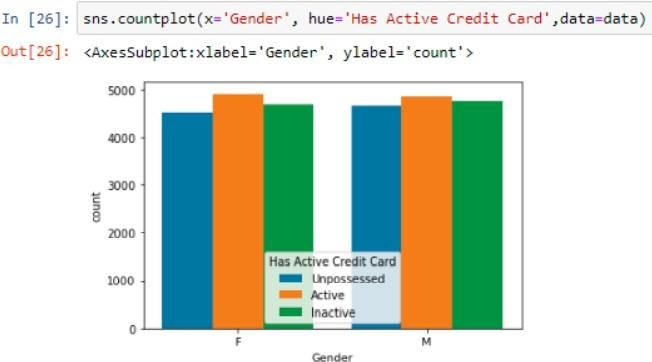 In [26]: sns.countplot(x='Gender', hue='Has Active Credit Card',data=data)
Out[26]: <AxesSubplot:xlabel='Gender', ylabel='count'>
5000
4000
3000
2000
1000
0
count
Has Active Credit Card
Unpossessed
Active
Inactive
F M
Gender